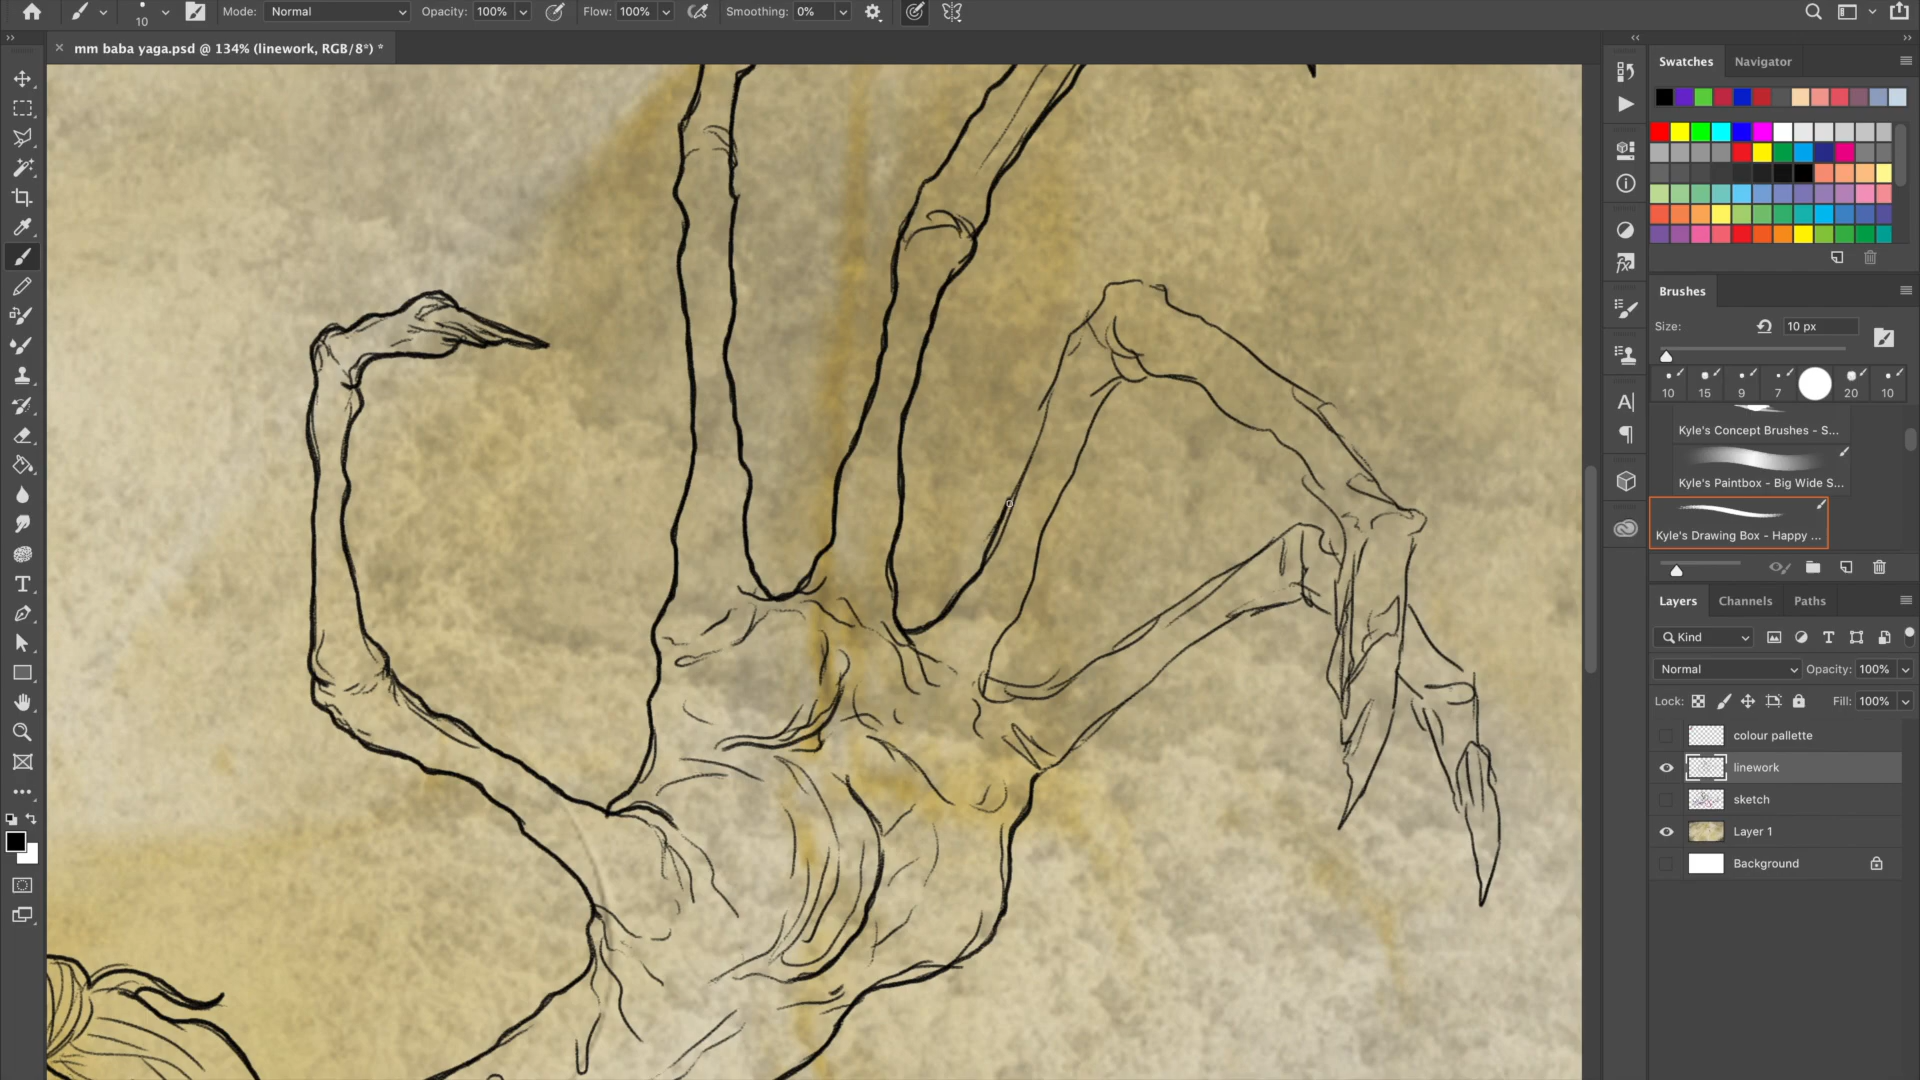 10
Mode: Normal
Opacity: 100%
Flow: 100%
Smoothing: 0%
mm baba yaga.psd @ 134% (linework, RGB/8*) *
Swatches Navigator
Brushes
Size: 10 px
10 15 9 7 20 10
Kyle's Concept Brushes - S...
Kyle's Paintbox - Big Wide S...
Kyle's Drawing Box - Happy ...
Layers Channels Paths
Kind
Normal Opacity: 100%
Lock: Fill: 100%
colour pallette
linework
sketch
Layer 1
Background